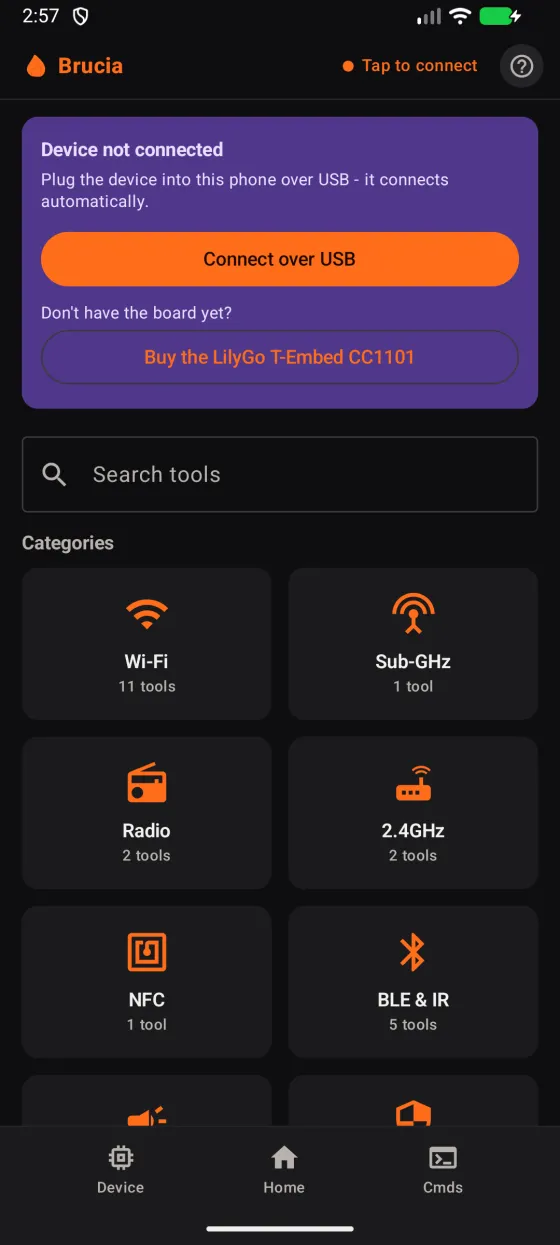 2:57
Brucia
Tap to connect
Device not connected
Plug the device into this phone over USB - it connects
automatically.
Connect over USB
Don't have the board yet?
Buy the LilyGo T-Embed CC1101
Search tools
Categories
Wi-Fi
11 tools
Sub-GHz
1 tool
Radio
2 tools
2.4GHz
2 tools
NFC
1 tool
BLE & IR
5 tools
Device
Home
Cmds